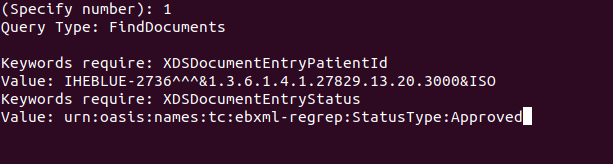 (Specify number): 1
Query Type: FindDocuments
Keywords require: XDSDocumentEntryPatientId
Value: IHEBLUE-2736^^^&1.3.6.1.4.1.27829.13.20.3000&ISO
Keywords require: XDSDocumentEntryStatus
Value: urn:oasis:names:tc:ebxml-regrep:StatusType:Approved